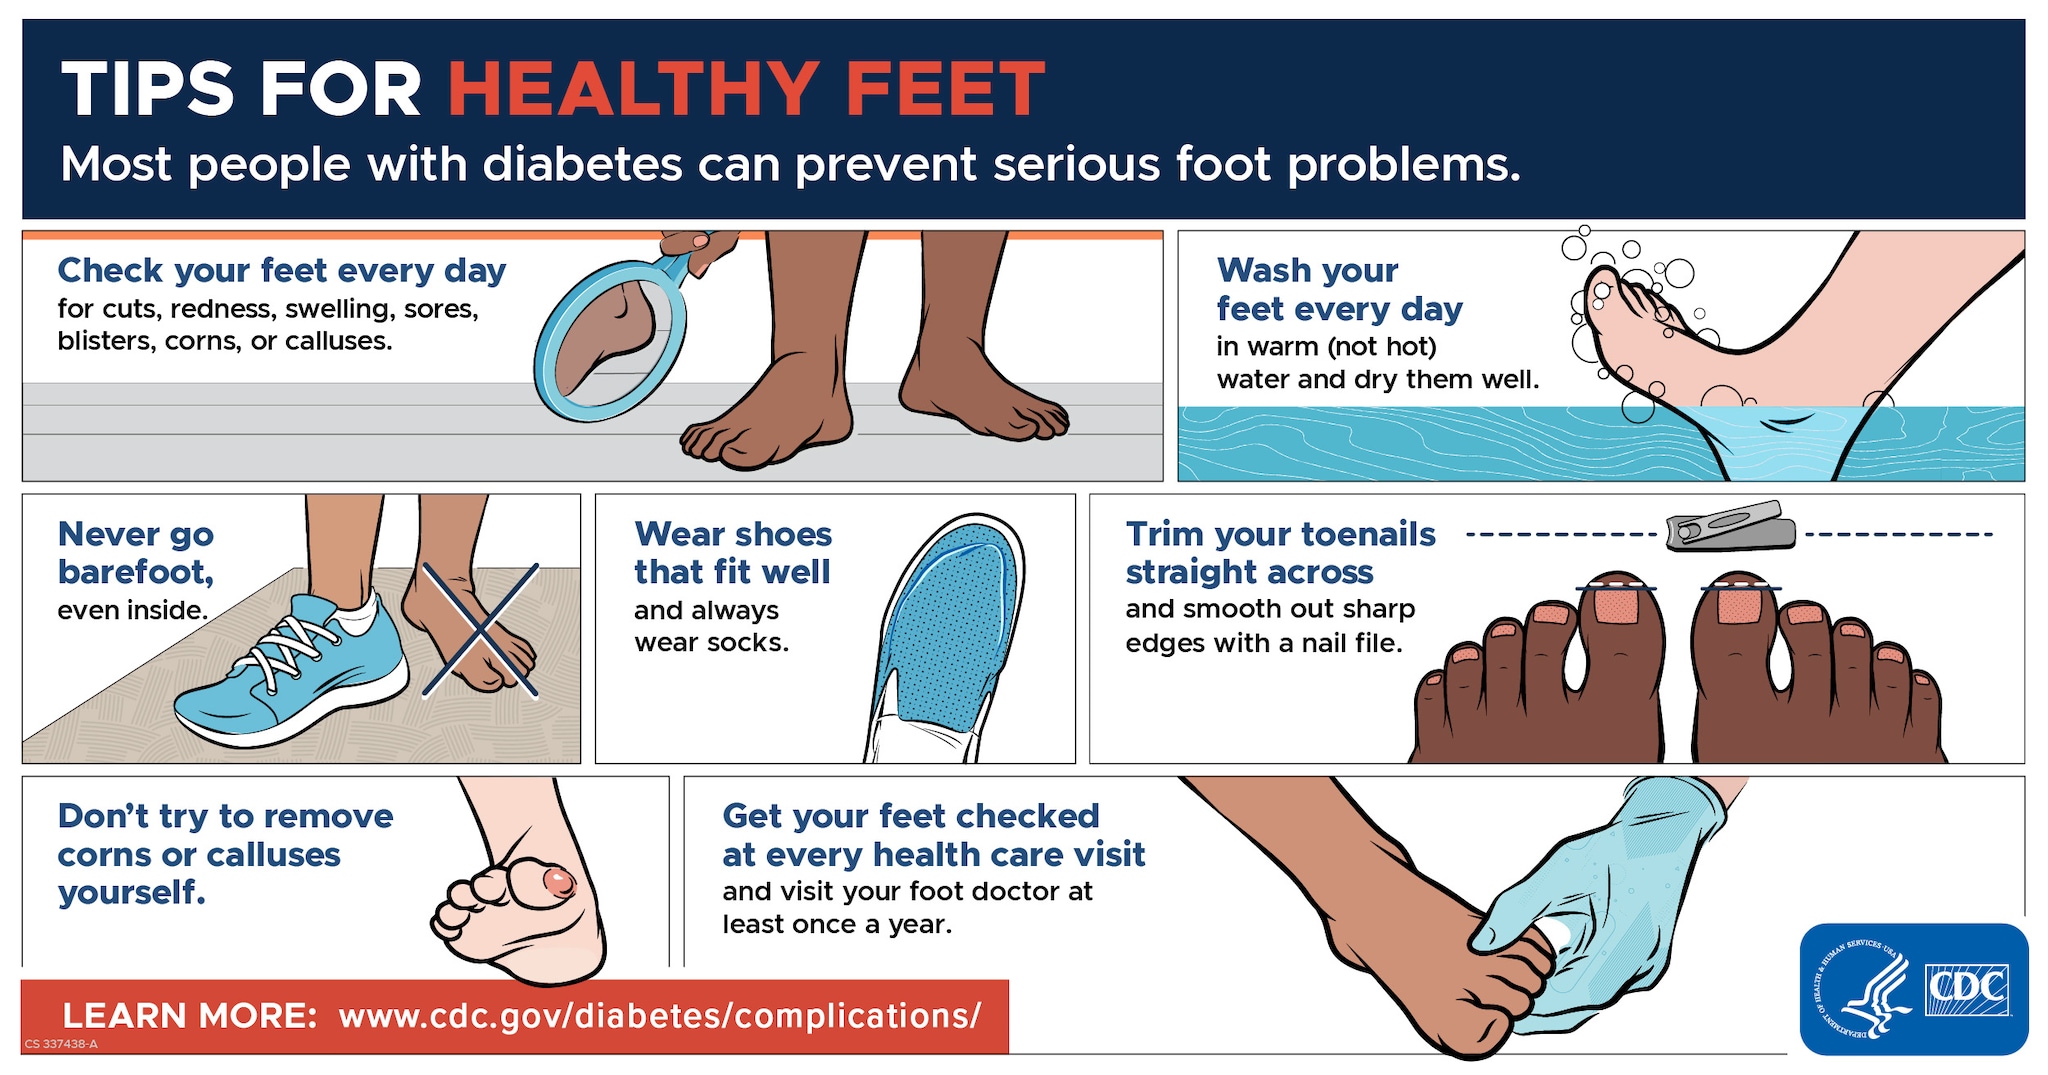 TIPS FOR HEALTHY FEET
Most people with diabetes can prevent serious foot problems.
Check your feet every day
for cuts, redness, swelling, sores,
blisters, corns, or calluses.
Wash your
feet every day
in warm (not hot)
water and dry them well.
Never go
barefoot,
even inside.
Wear shoes
that fit well
and always
wear socks.
Trim your toenails
straight across
and smooth out sharp
edges with a nail file.
Don’t try to remove
corns or calluses
yourself.
Get your feet checked
at every health care visit
and visit your foot doctor at
least once a year.
LEARN MORE: www.cdc.gov/diabetes/complications/
CS 337438-A
DEPARTMENT OF HEALTH & HUMAN SERVICES·USA
CDC